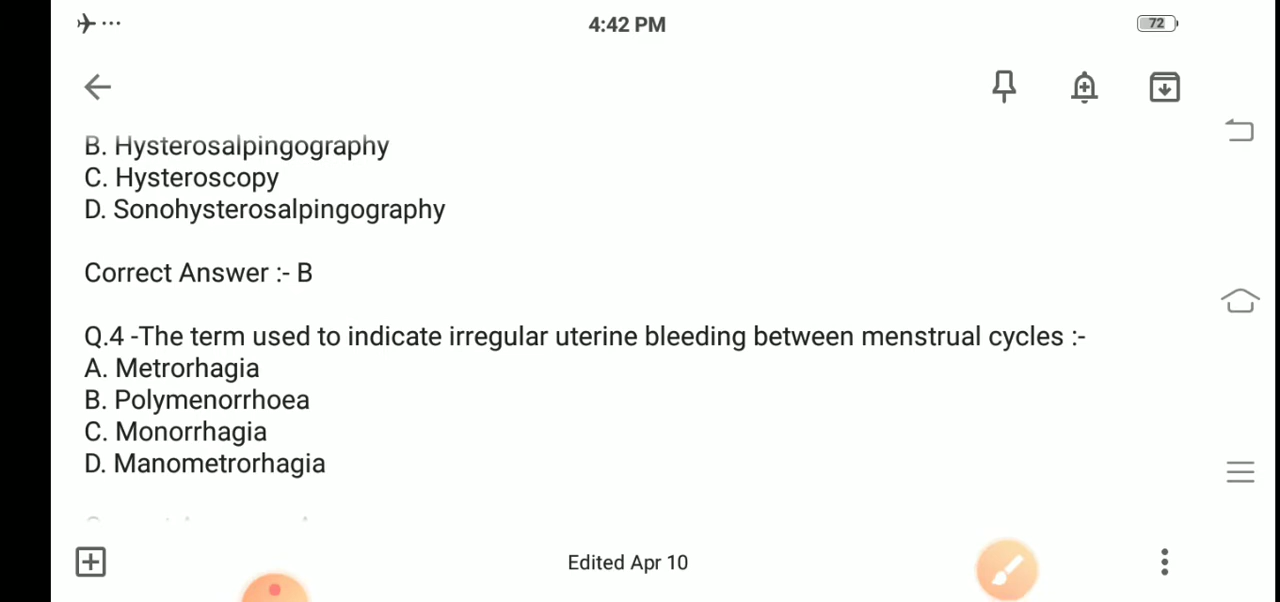 4:42 PM
72
B. Hysterosalpingography
C. Hysteroscopy
D. Sonohysterosalpingography
Correct Answer :- B
Q.4 -The term used to indicate irregular uterine bleeding between menstrual cycles :-
A. Metrorhagia
B. Polymenorrhoea
C. Monorrhagia
D. Manometrorhagia
Edited Apr 10